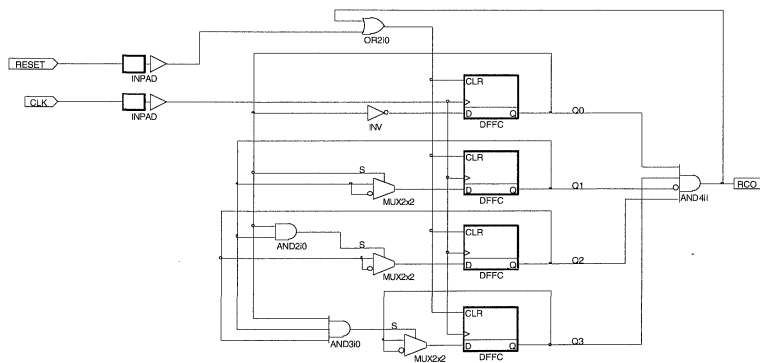 OR2i0
RESET
INPAD
CLR
CLK
INPAD
INV
D
Q
DFFC
Q0
CLR
S
D
Q
Q1
MUX2x2
DFFC
RCO
AND4i1
CLR
S
AND2i0
D
Q
Q2
MUX2x2
DFFC
CLR
S
AND3i0
D
Q
Q3
MUX2x2
DFFC